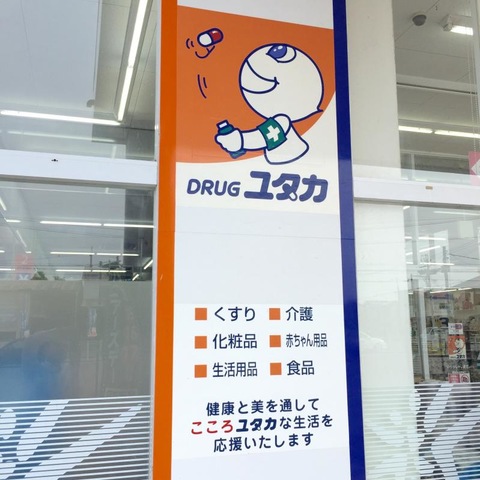 DRUG ユタカ
■ くすり ■ 介護
■ 化粧品 ■ 赤ちゃん用品
■ 生活用品 ■ 食品
健康と美を通して
こころユタカな生活を
応援いたします